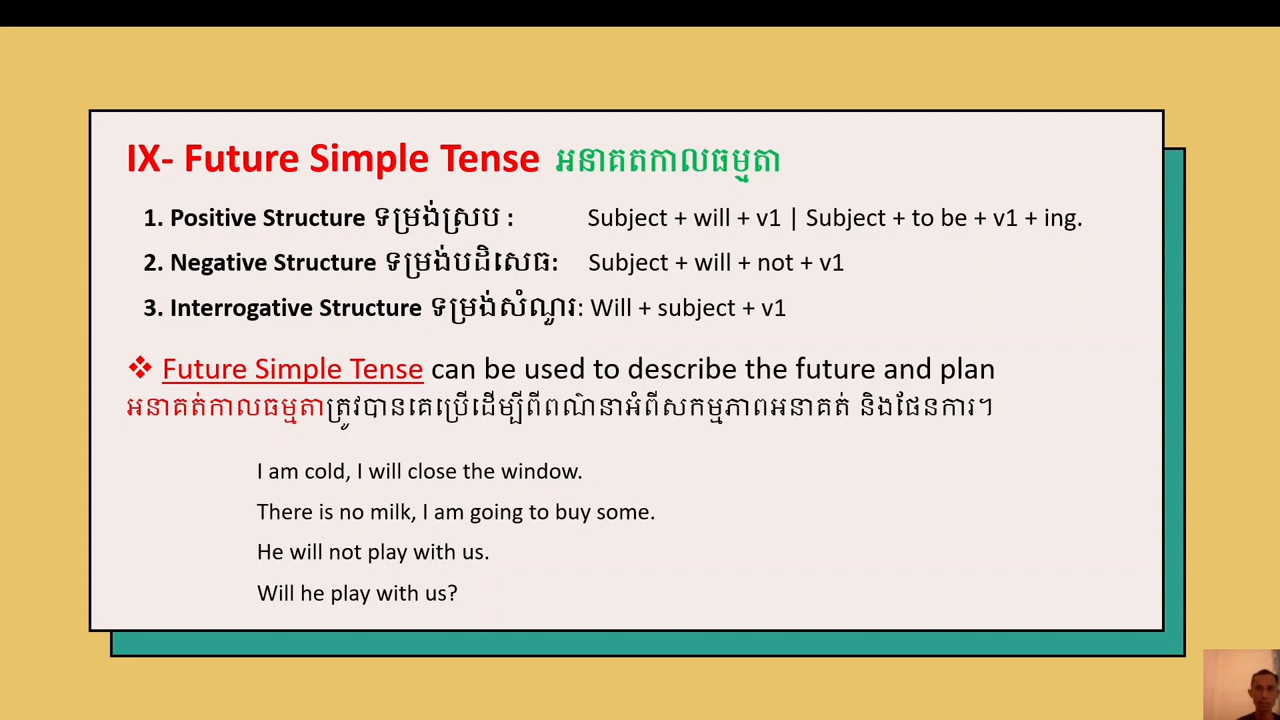 IX- Future Simple Tense អនាគតកាលធម្មតា
1. Positive Structure ទម្រង់ស្រប : Subject + will + v1 | Subject + to be + v1 + ing.
2. Negative Structure ទម្រង់បដិសេធ: Subject + will + not + v1
3. Interrogative Structure ទម្រង់សំណួរ: Will + subject + v1
❖ Future Simple Tense can be used to describe the future and plan
អនាគត់កាលធម្មតាត្រូវបានគេប្រើដើម្បីពីពណ៌នាអំពីសកម្មភាពអនាគត់ និងផែនការ។
I am cold, I will close the window.
There is no milk, I am going to buy some.
He will not play with us.
Will he play with us?